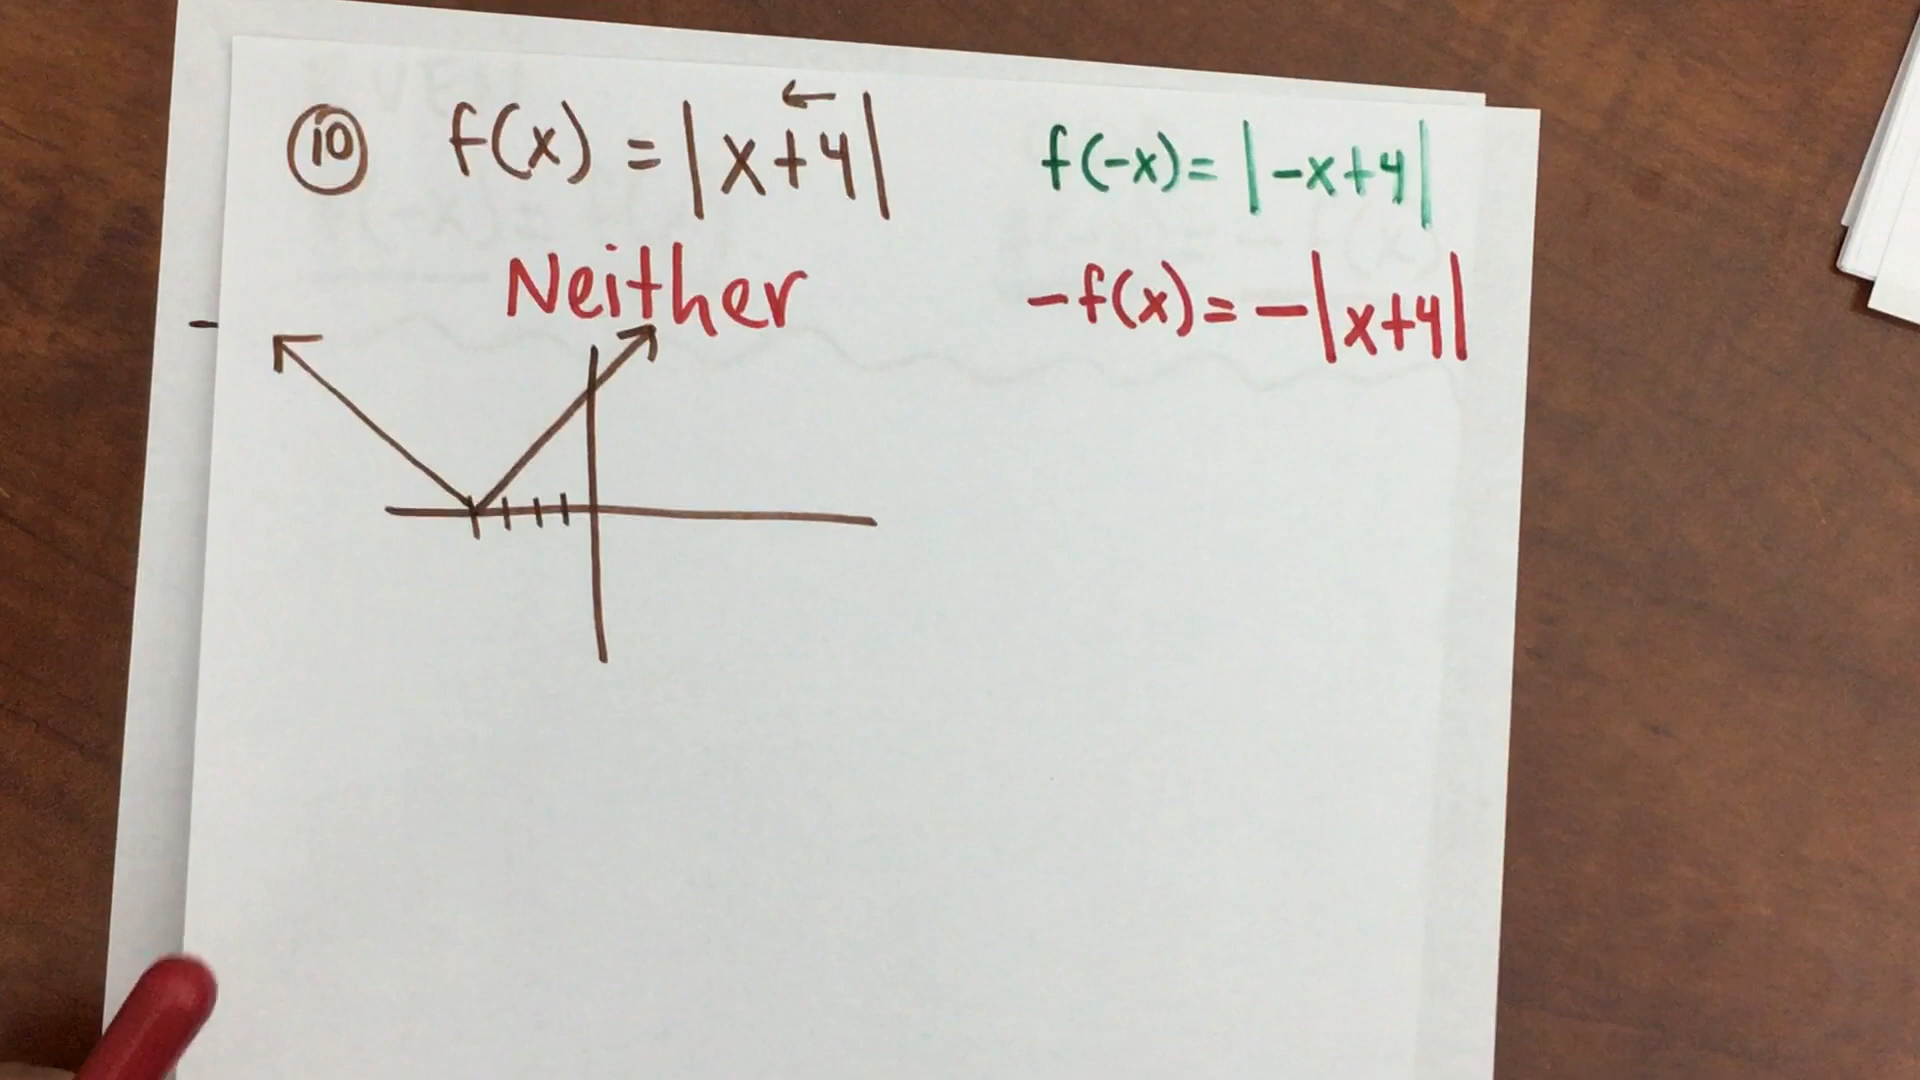 10 f(x) = |x+4|
f(-x) = |-x+4|
Neither
-f(x) = -|x+4|